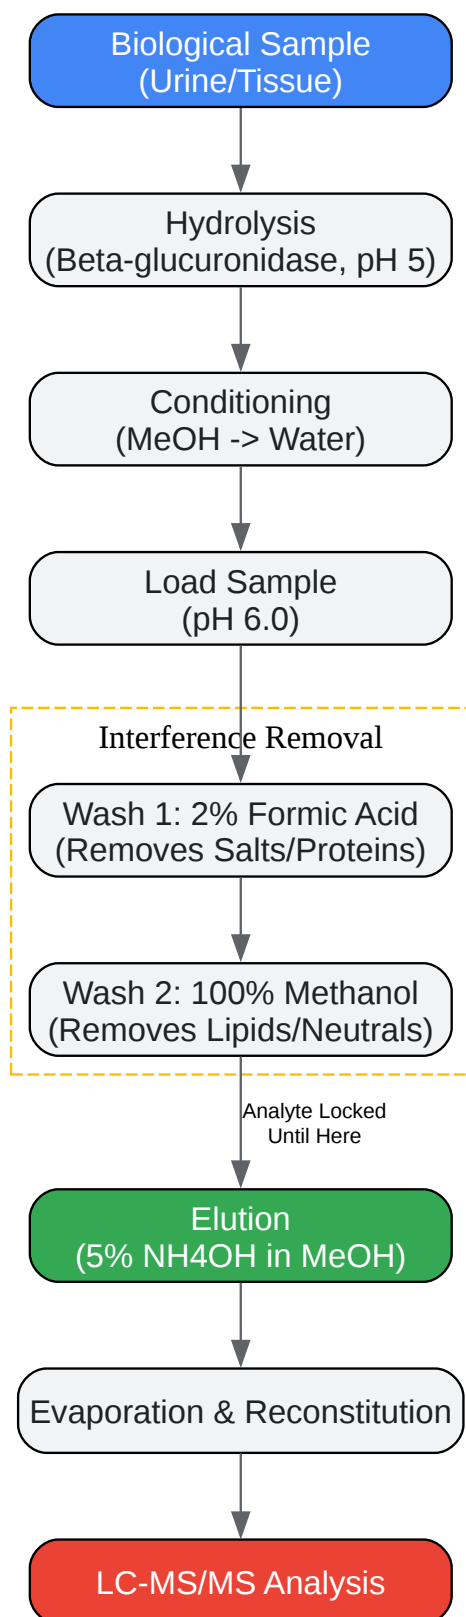 Biological Sample
(Urine/Tissue)
Hydrolysis
(Beta-glucuronidase, pH 5)
Conditioning
(MeOH -> Water)
Load Sample
(pH 6.0)
Interference Removal
Wash 1: 2% Formic Acid
(Removes Salts/Proteins)
Wash 2: 100% Methanol
(Removes Lipids/Neutrals)
Analyte Locked
Until Here
Elution
(5% NH4OH in MeOH)
Evaporation & Reconstitution
LC-MS/MS Analysis